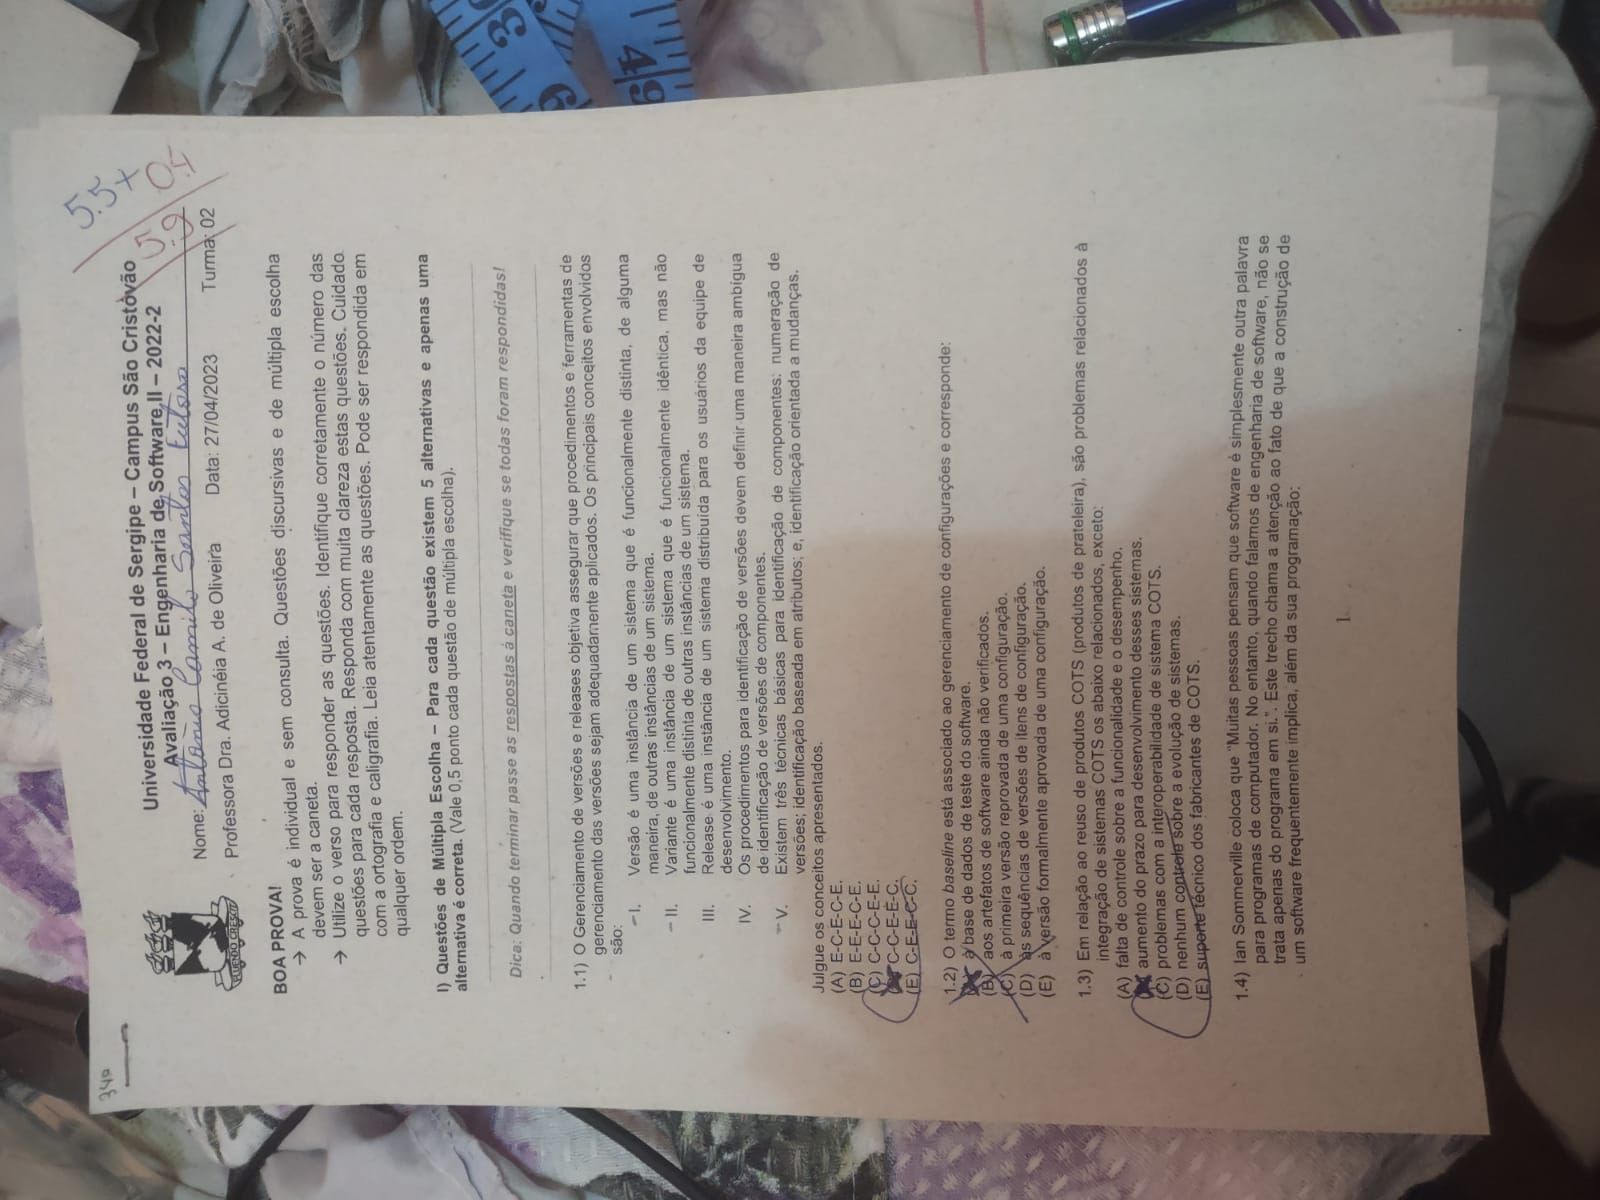 340
5.5+
0.4
5.9
Universidade Federal de Sergipe – Campus São Cristóvão
Avaliação 3 – Engenharia de Software II – 2022-2
Nome: Antonio Camilo Santos
Professora Dra. Adicinéia A. de Oliveira Data: 27/04/2023 Turma: 02
BOA PROVA!
→ A prova é individual e sem consulta. Questões discursivas e de múltipla escolha
devem ser a caneta.
→ Utilize o verso para responder as questões. Identifique corretamente o número das
questões para cada resposta. Responda com muita clareza estas questões. Cuidado
com a ortografia e caligrafia. Leia atentamente as questões. Pode ser respondida em
qualquer ordem.
I) Questões de Múltipla Escolha – Para cada questão existem 5 alternativas e apenas uma
alternativa é correta. (Vale 0,5 ponto cada questão de múltipla escolha).
Dica: Quando terminar passe as respostas à caneta e verifique se todas foram respondidas!
1.1) O Gerenciamento de versões e releases objetiva assegurar que procedimentos e ferramentas de
gerenciamento das versões sejam adequadamente aplicados. Os principais conceitos envolvidos
são:
I. Versão é uma instância de um sistema que é funcionalmente distinta, de alguma
maneira, de outras instâncias de um sistema.
II. Variante é uma instância de um sistema que é funcionalmente idêntica, mas não
funcionalmente distinta de outras instâncias de um sistema.
III. Release é uma instância de um sistema distribuída para os usuários da equipe de
desenvolvimento.
IV. Os procedimentos para identificação de versões devem definir uma maneira ambígua
de identificação de versões de componentes.
V. Existem três técnicas básicas para identificação de componentes: numeração de
versões; identificação baseada em atributos; e, identificação orientada a mudanças.
Julgue os conceitos apresentados.
(A) E-C-E-C-E.
(B) E-E-E-C-E.
(C) C-C-C-E-E.
C-C-E-E-C.
(E) C-E-E-C-C.
1.2) O termo baseline está associado ao gerenciamento de configurações e corresponde:
à base de dados de teste do software.
(B) aos artefatos de software ainda não verificados.
(C) à primeira versão reprovada de uma configuração.
(D) às sequências de versões de itens de configuração.
(E) à versão formalmente aprovada de uma configuração.
1.3) Em relação ao reuso de produtos COTS (produtos de prateleira), são problemas relacionados à
integração de sistemas COTS os abaixo relacionados, exceto:
(A) falta de controle sobre a funcionalidade e o desempenho.
aumento do prazo para desenvolvimento desses sistemas.
(C) problemas com a interoperabilidade de sistema COTS.
(D) nenhum controle sobre a evolução de sistemas.
(E) suporte técnico dos fabricantes de COTS.
1.4) Ian Sommerville coloca que "Muitas pessoas pensam que software é simplesmente outra palavra
para programas de computador. No entanto, quando falamos de engenharia de software, não se
trata apenas do programa em si.". Este trecho chama a atenção ao fato de que a construção de
um software frequentemente implica, além da sua programação:
1